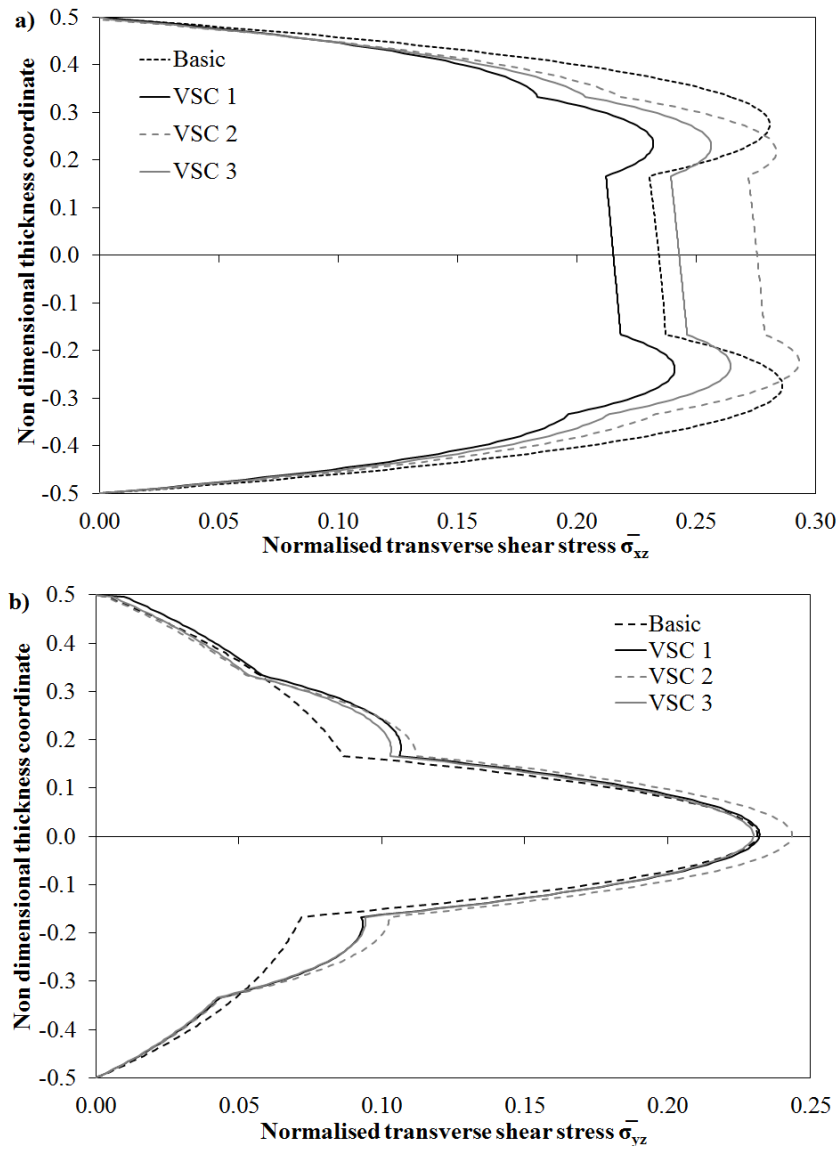 a)
Non dimensional thickness coordinate
0.5
0.4
0.3
0.2
0.1
0.0
-0.1
-0.2
-0.3
-0.4
-0.5
Basic
VSC 1
VSC 2
VSC 3
0.00 0.05 0.10 0.15 0.20 0.25 0.30
Normalised transverse shear stress σ̅xz
b)
Non dimensional thickness coordinate
0.5
0.4
0.3
0.2
0.1
0.0
-0.1
-0.2
-0.3
-0.4
-0.5
Basic
VSC 1
VSC 2
VSC 3
0.00 0.05 0.10 0.15 0.20 0.25
Normalised transverse shear stress σ̅yz